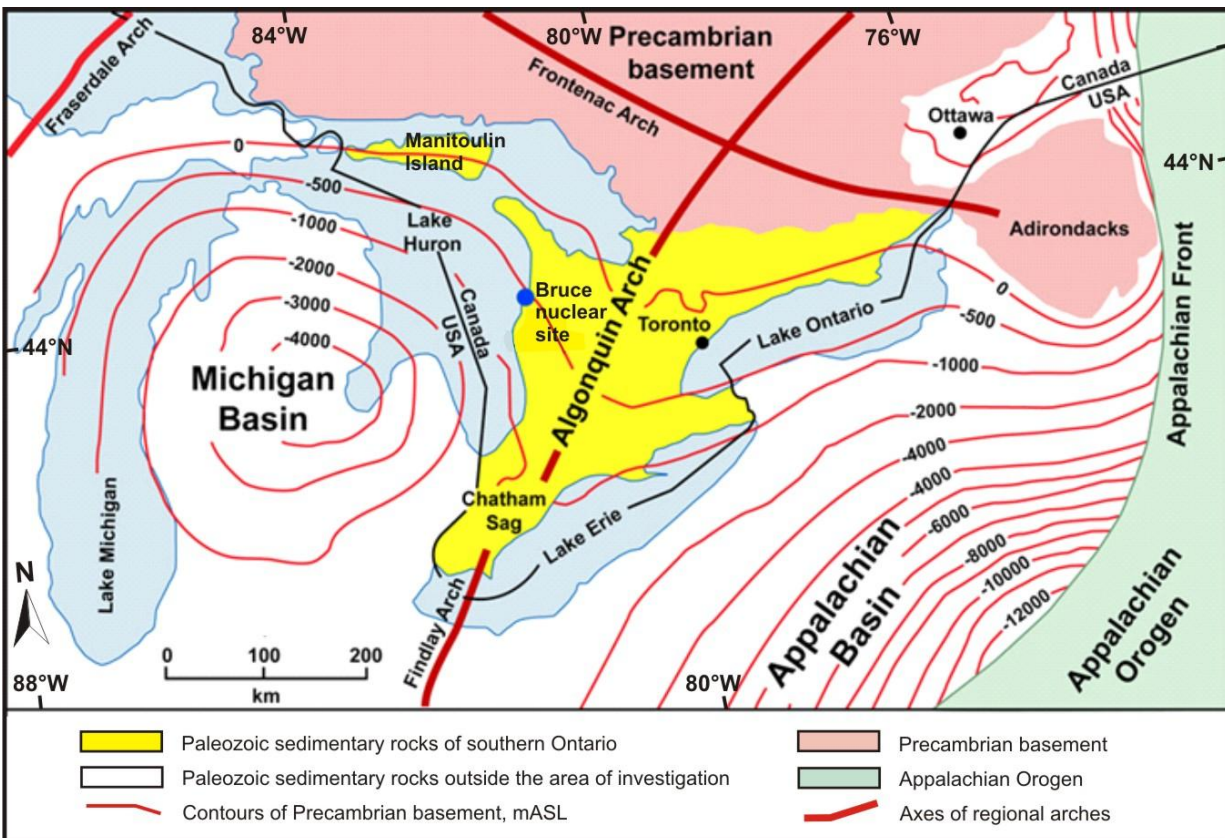 84°W
80°W
76°W
Precambrian
basement
Fraserdale Arch
Frontenac Arch
Canada
USA
Ottawa
Manitoulin
Island
44°N
0
-500
-1000
-2000
-3000
-4000
Lake
Huron
Adirondacks
Bruce
nuclear
site
Canada
USA
Algonquin Arch
Toronto
Lake Ontario
0
-500
-1000
-2000
-4000
-4000
-6000
-8000
-10000
-12000
Appalachian Front
44°N
Michigan
Basin
Lake Michigan
Chatham
Sag
Lake Erie
Findlay Arch
Appalachian
Basin
Appalachian
Orogen
N
0 100 200
km
88°W
80°W
Paleozoic sedimentary rocks of southern Ontario
Paleozoic sedimentary rocks outside the area of investigation
Contours of Precambrian basement, mASL
Precambrian basement
Appalachian Orogen
Axes of regional arches